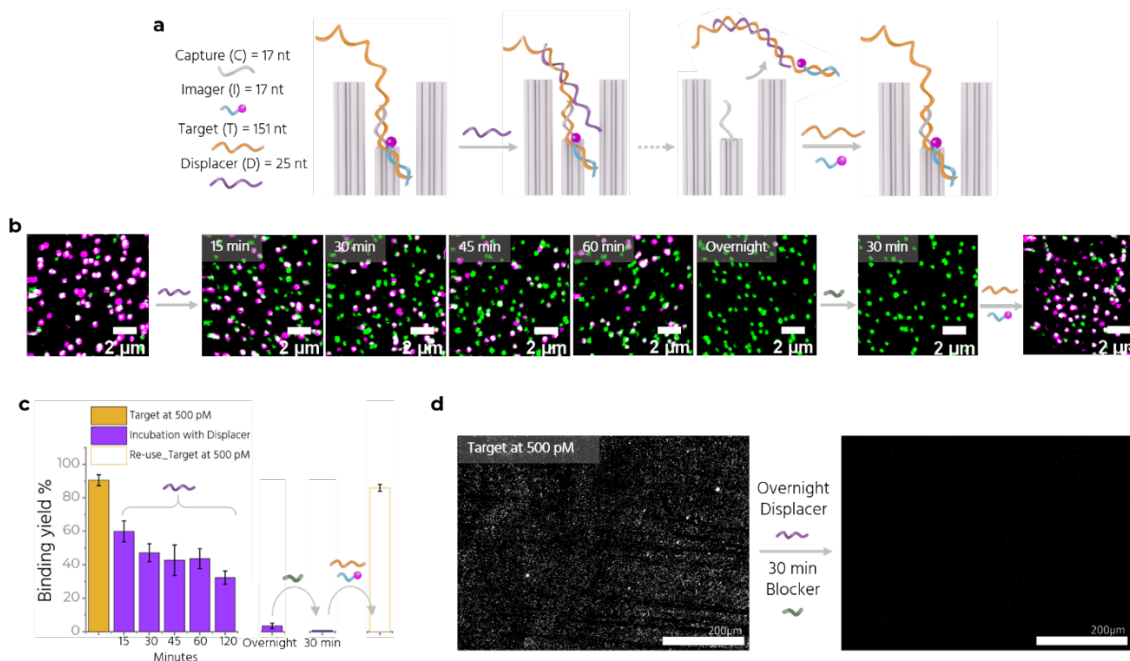 a
Capture (C) = 17 nt
Imager (I) = 17 nt
Target (T) = 151 nt
Displacer (D) = 25 nt
b
15 min
30 min
45 min
60 min
Overnight
30 min
2 μm
2 μm
2 μm
2 μm
2 μm
2 μm
2 μm
2 μm
c
Target at 500 pM
Incubation with Displacer
Re-use_Target at 500 pM
Binding yield %
100
80
60
40
20
0
15 30 45 60 120 Overnight 30 min
Minutes
d
Target at 500 pM
Overnight
Displacer
30 min
Blocker
200μm
200μm